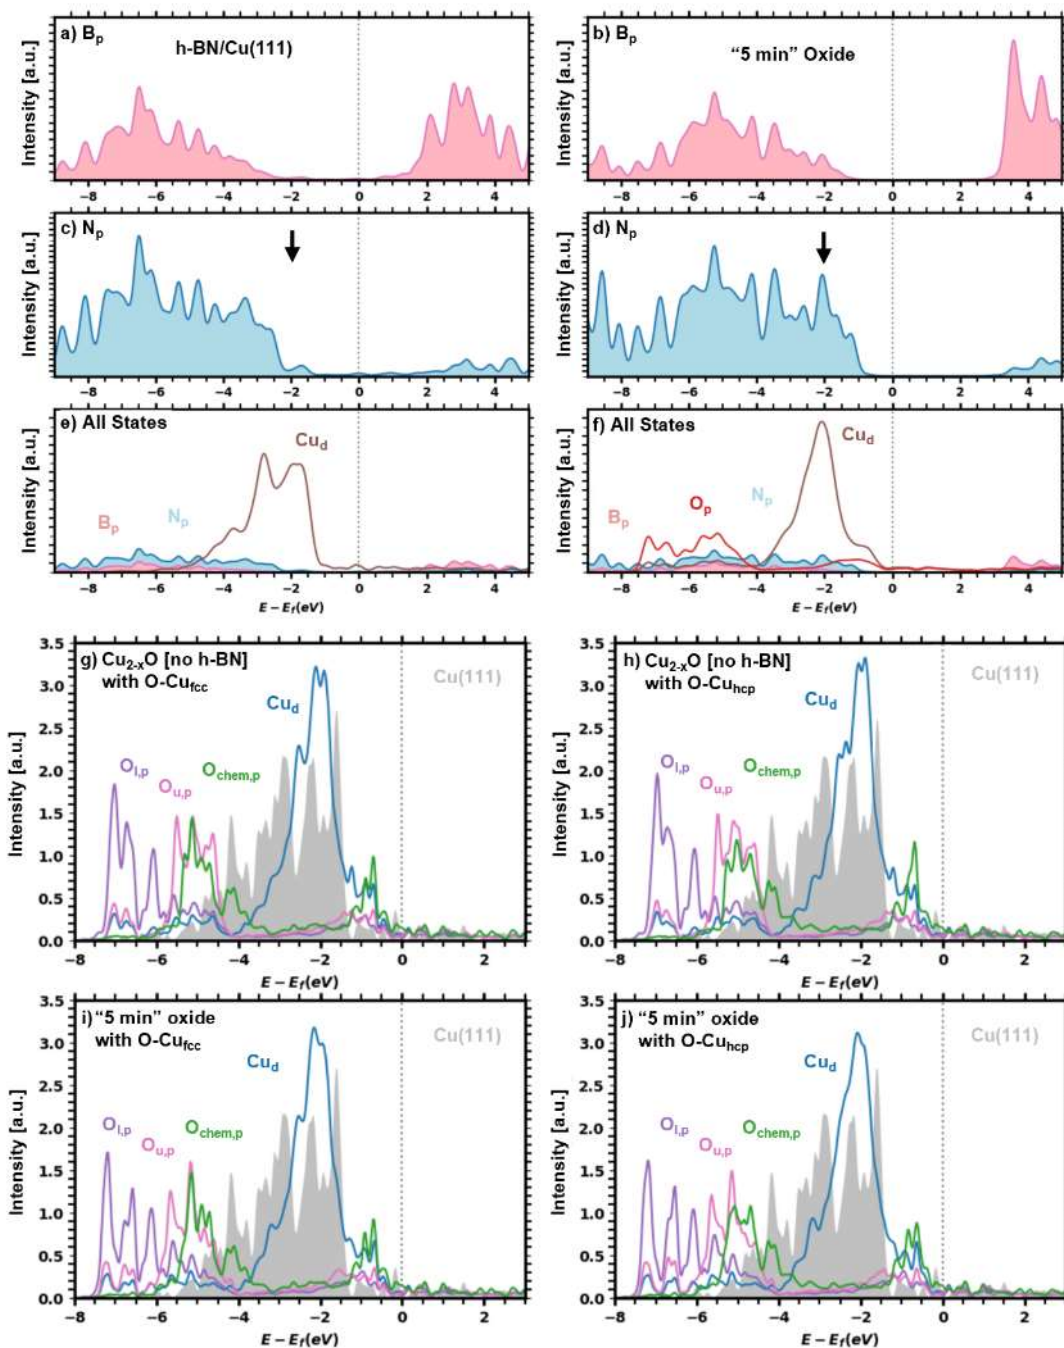 a) Bp
h-BN/Cu(111)
Intensity [a.u.]
−8 −6 −4 −2 0 2 4
b) Bp
“5 min” Oxide
Intensity [a.u.]
−8 −6 −4 −2 0 2 4
c) Np
Intensity [a.u.]
−8 −6 −4 −2 0 2 4
d) Np
Intensity [a.u.]
−8 −6 −4 −2 0 2 4
e) All States
Cud
Bp
Np
Intensity [a.u.]
−8 −6 −4 −2 0 2 4
E − Ef(eV)
f) All States
Cud
Np
Op
Bp
Intensity [a.u.]
−8 −6 −4 −2 0 2 4
E − Ef(eV)
g) Cu2-xO [no h-BN]
with O-Cufcc
Cu(111)
Cud
Ol,p
Ou,p
Ochem,p
Intensity [a.u.]
3.5
3.0
2.5
2.0
1.5
1.0
0.5
0.0
−8 −6 −4 −2 0 2
E − Ef(eV)
h) Cu2-xO [no h-BN]
with O-Cuhcp
Cu(111)
Cud
Ol,p
Ou,p
Ochem,p
Intensity [a.u.]
3.5
3.0
2.5
2.0
1.5
1.0
0.5
0.0
−8 −6 −4 −2 0 2
E − Ef(eV)
i) “5 min” oxide
with O-Cufcc
Cu(111)
Cud
Ol,p
Ou,p
Ochem,p
Intensity [a.u.]
3.5
3.0
2.5
2.0
1.5
1.0
0.5
0.0
−8 −6 −4 −2 0 2
E − Ef(eV)
j) “5 min” oxide
with O-Cuhcp
Cu(111)
Cud
Ol,p
Ou,p
Ochem,p
Intensity [a.u.]
3.5
3.0
2.5
2.0
1.5
1.0
0.5
0.0
−8 −6 −4 −2 0 2
E − Ef(eV)